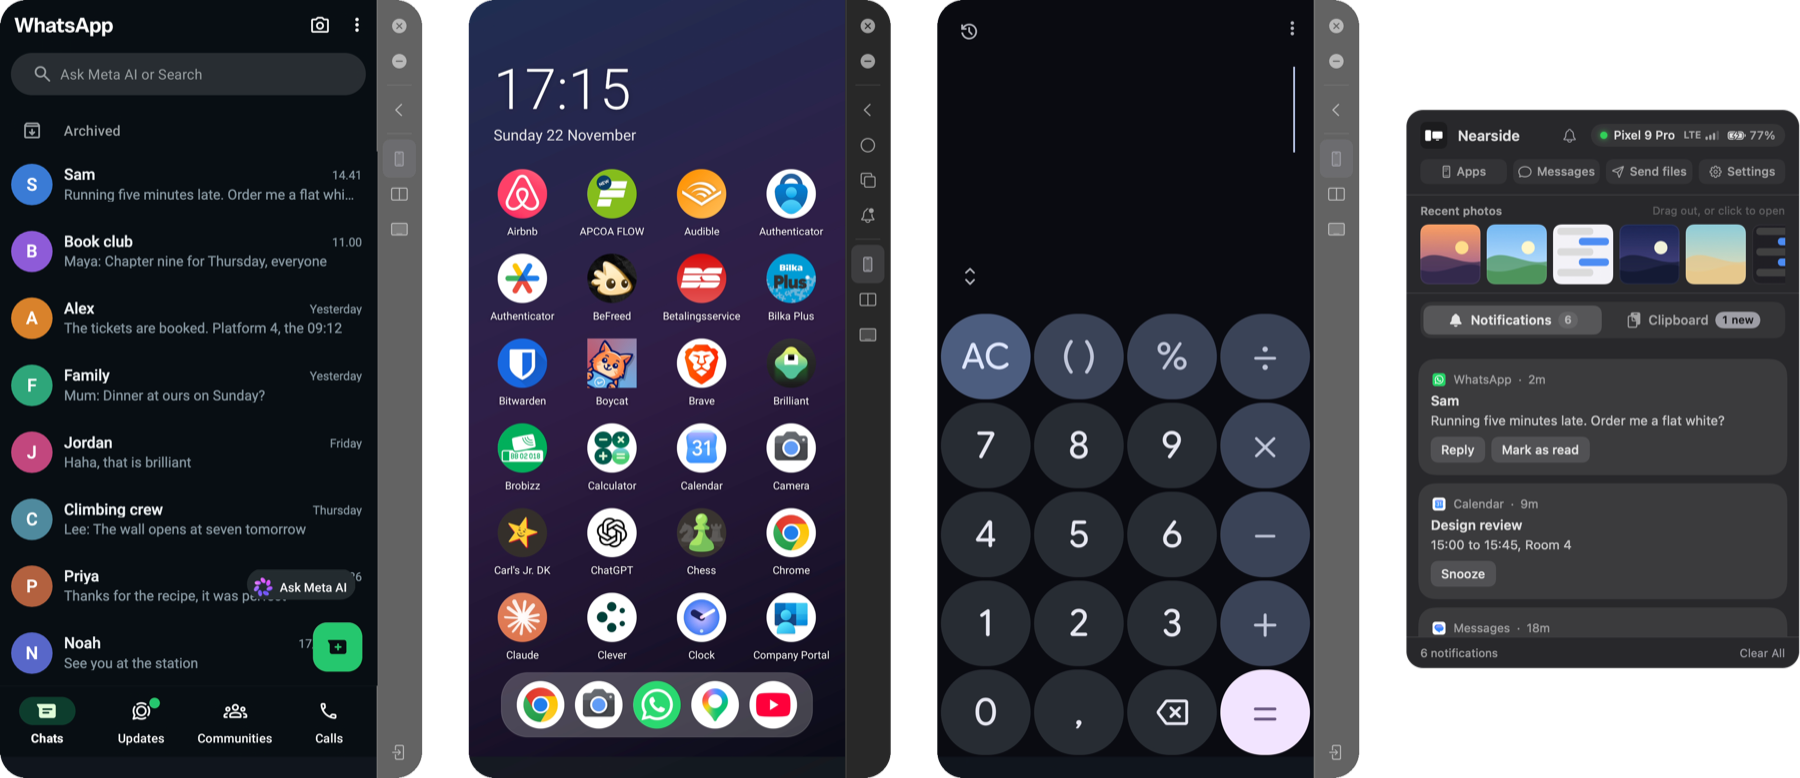 WhatsApp
Ask Meta AI or Search
Archived
Sam
14.41
Running five minutes late. Order me a flat whi...
Book club
11.00
Maya: Chapter nine for Thursday, everyone
Alex
Yesterday
The tickets are booked. Platform 4, the 09:12
Family
Yesterday
Mum: Dinner at ours on Sunday?
Jordan
Friday
Haha, that is brilliant
Climbing crew
Thursday
Lee: The wall opens at seven tomorrow
Priya
Thanks for the recipe, it was
Ask Meta AI
Noah
See you at the station
Chats
Updates
Communities
Calls
S
B
A
F
J
C
P
N
17:15
Sunday 22 November
Airbnb
APCOA FLOW
Audible
Authenticator
Authenticator
BeFreed
Betalingsservice
Bilka Plus
Bilka
Plus
Bitwarden
Boycat
Brave
Brilliant
31
Brobizz
Calculator
Calendar
Camera
Carl's Jr. DK
ChatGPT
Chess
Chrome
Claude
Clever
Clock
Company Portal
AC
( )
%
÷
7
8
9
×
4
5
6
−
1
2
3
+
0
,
=
Nearside
Pixel 9 Pro
LTE
77%
Apps
Messages
Send files
Settings
Recent photos
Drag out, or click to open
Notifications
6
Clipboard
1 new
WhatsApp · 2m
Sam
Running five minutes late. Order me a flat white?
Reply
Mark as read
Calendar · 9m
Design review
15:00 to 15:45, Room 4
Snooze
Messages · 18m
6 notifications
Clear All